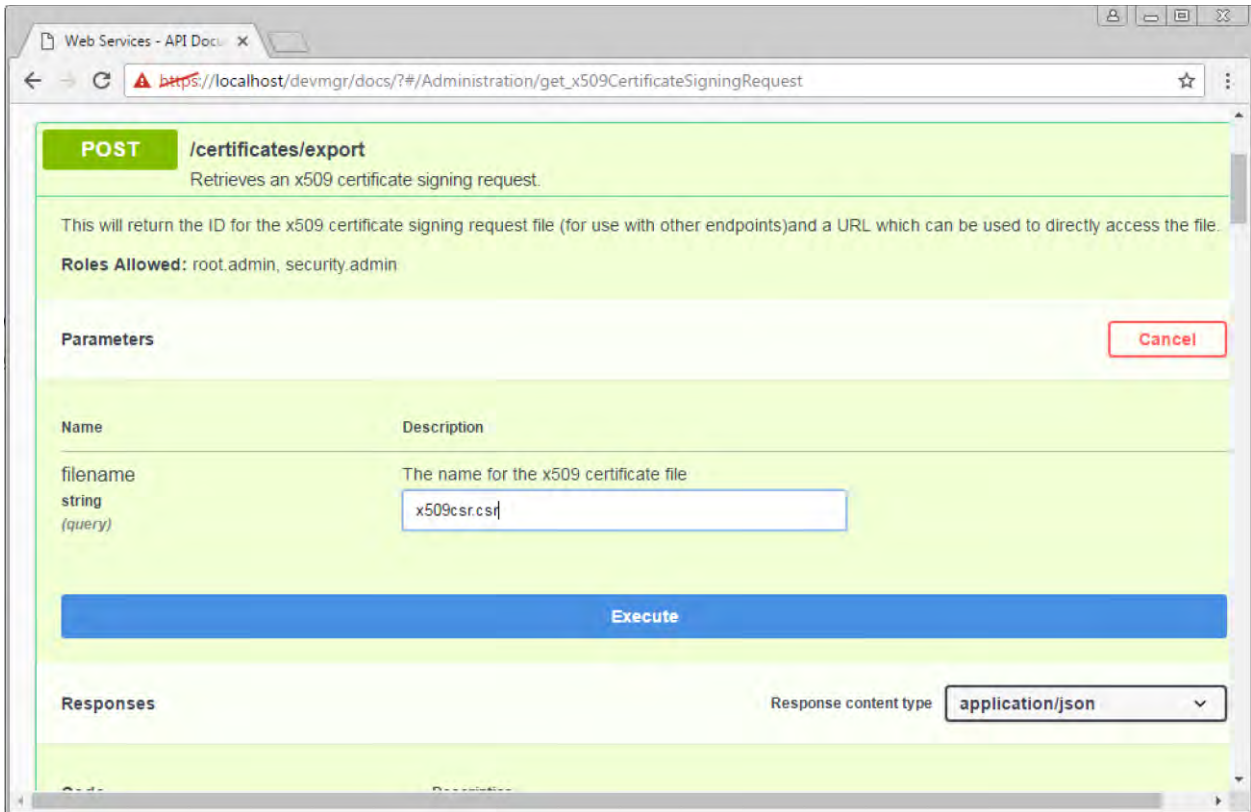 Web Services - API Docu
https://localhost/devmgr/docs/?#/Administration/get_x509CertificateSigningRequest
POST /certificates/export
Retrieves an x509 certificate signing request.
This will return the ID for the x509 certificate signing request file (for use with other endpoints)and a URL which can be used to directly access the file.
Roles Allowed: root.admin, security.admin
Parameters Cancel
Name Description
filename The name for the x509 certificate file
string
x509csr.csr
(query)
Execute
Responses Response content type application/json